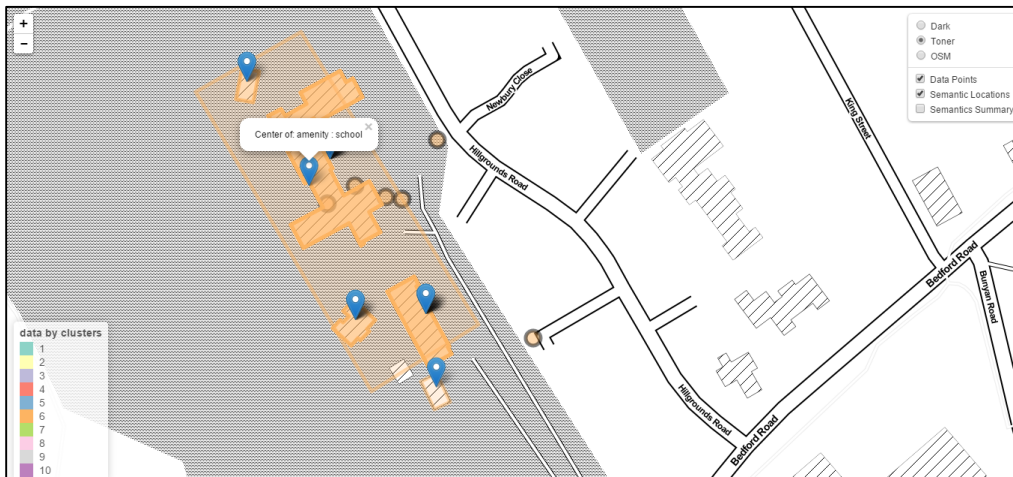 +
−
Dark
Toner
OSM
Data Points
Semantic Locations
Semantics Summary
Newbury Close
King Street
Center of: amenity : school ×
Hillgrounds Road
Bedford Road
Bunyan Road
data by clusters
1
2
3
4
5
6
7
8
9
10
Hillgrounds Road
Bedford Road